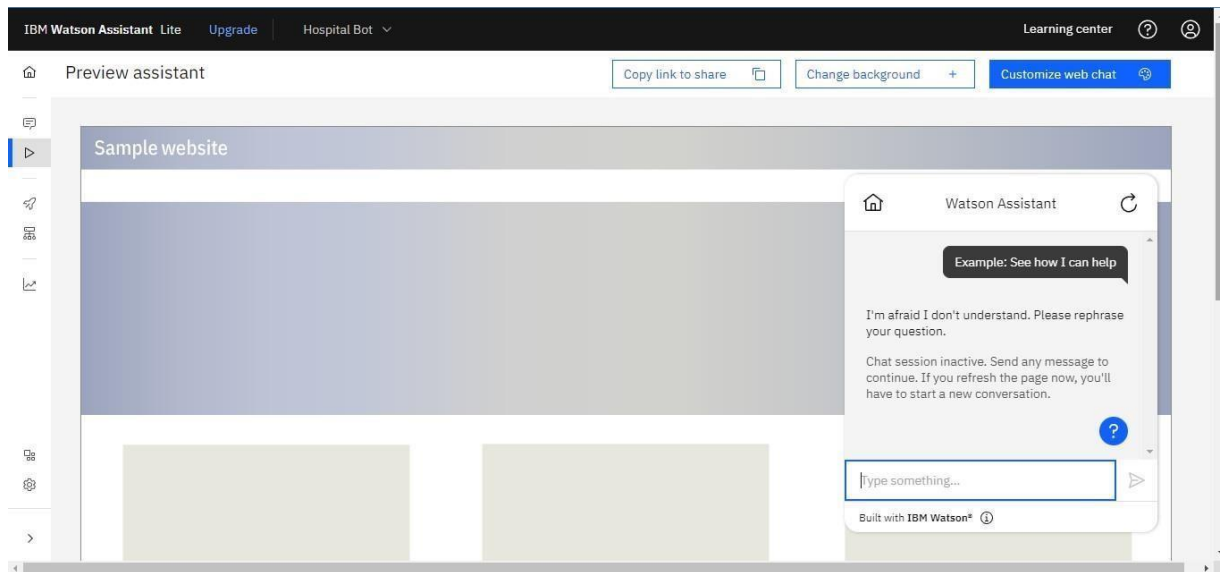 IBM Watson Assistant Lite Upgrade Hospital Bot Learning center
Preview assistant Copy link to share Change background + Customize web chat
Sample website
Watson Assistant
Example: See how I can help
I'm afraid I don't understand. Please rephrase
your question.
Chat session inactive. Send any message to
continue. If you refresh the page now, you'll
have to start a new conversation.
?
Type something...
Built with IBM Watson®